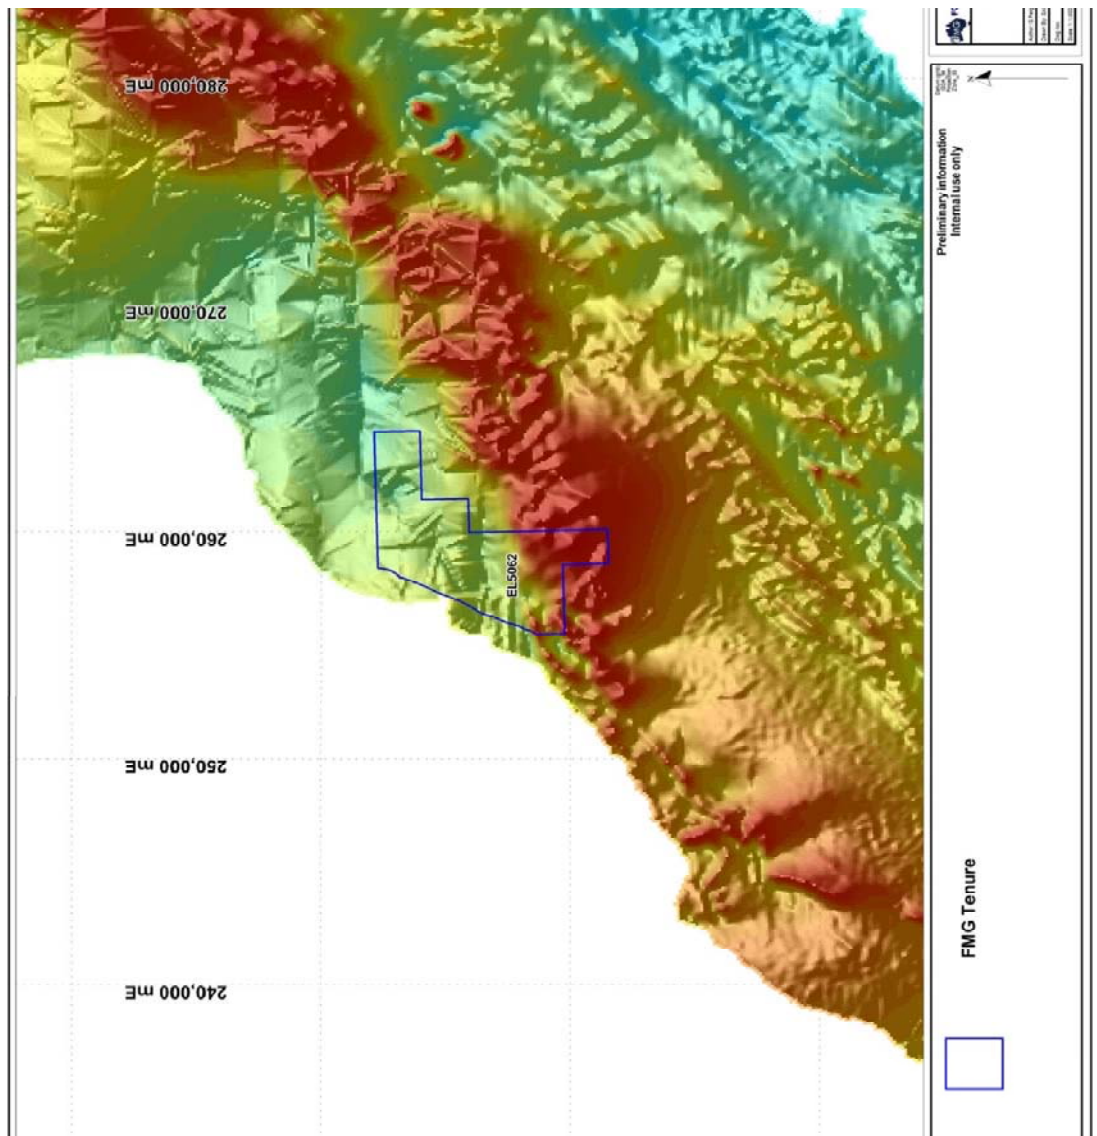 280,000 mE
270,000 mE
260,000 mE
250,000 mE
240,000 mE
EL5062
Preliminary information
Internal use only
FMG Tenure
N